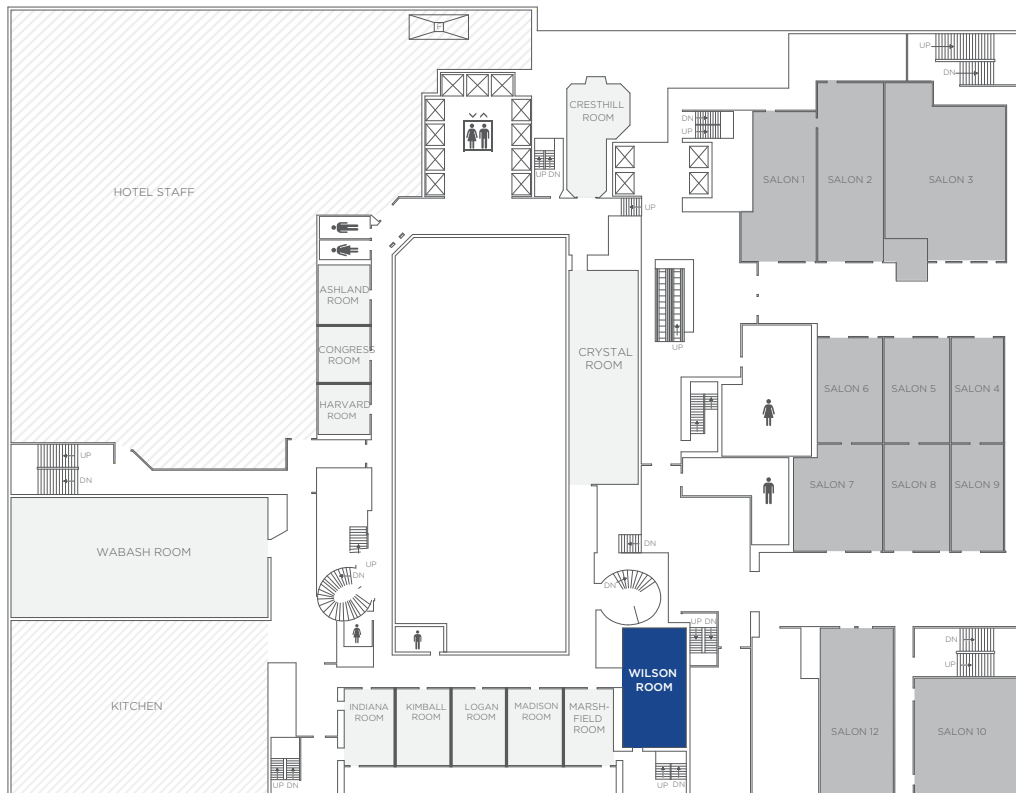 UP
DN
CRESTHILL
ROOM
DN
UP
UP DN
SALON 1
SALON 2
SALON 3
HOTEL STAFF
UP
ASHLAND
ROOM
CONGRESS
ROOM
HARVARD
ROOM
CRYSTAL
ROOM
UP
SALON 6
SALON 5
SALON 4
UP
DN
SALON 7
SALON 8
SALON 9
WABASH ROOM
UP
DN
DN
DN
UP DN
WILSON
ROOM
DN
UP
KITCHEN
INDIANA
ROOM
KIMBALL
ROOM
LOGAN
ROOM
MADISON
ROOM
MARSH-
FIELD
ROOM
SALON 12
SALON 10
UP DN
UP DN